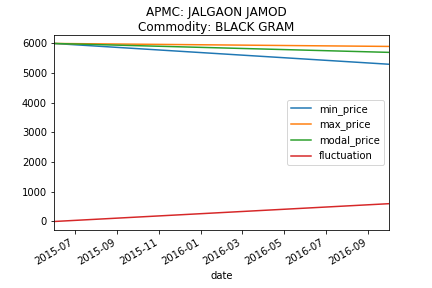 APMC: JALGAON JAMOD
Commodity: BLACK GRAM
6000
5000
4000
3000
2000
1000
0
min_price
max_price
modal_price
fluctuation
2015-07
2015-09
2015-11
2016-01
2016-03
2016-05
2016-07
2016-09
date